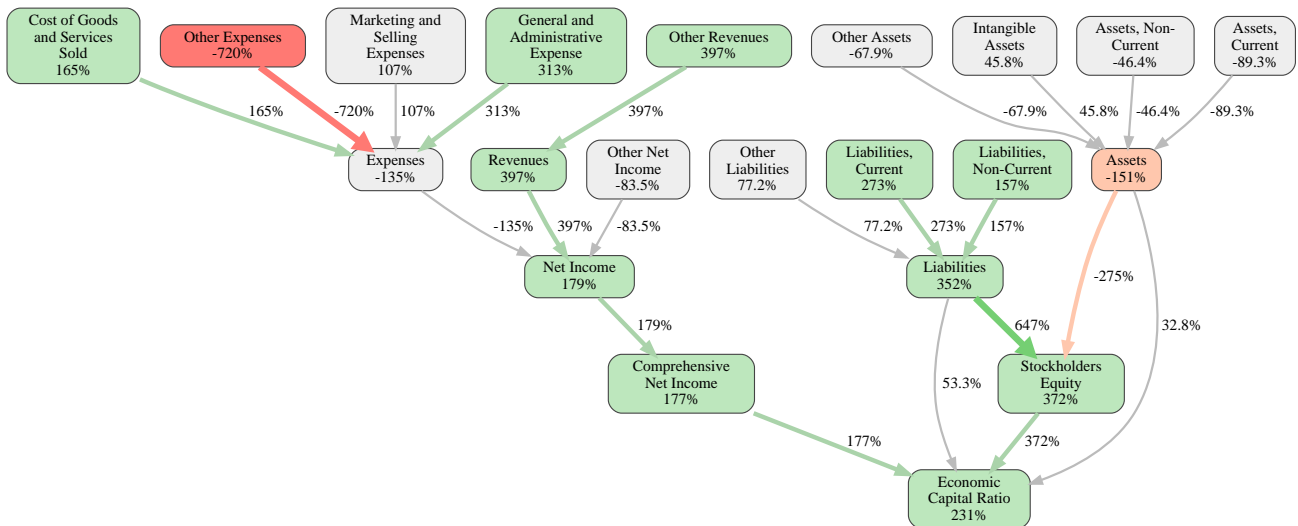 Cost of Goods
and Services
Sold
165%
Other Expenses
-720%
Marketing and
Selling
Expenses
107%
General and
Administrative
Expense
313%
Other Revenues
397%
Other Assets
-67.9%
Intangible
Assets
45.8%
Assets, Non-
Current
-46.4%
Assets,
Current
-89.3%
165%
-720%
107%
313%
397%
-67.9%
45.8%
-46.4%
-89.3%
Expenses
-135%
Revenues
397%
Other Net
Income
-83.5%
Other
Liabilities
77.2%
Liabilities,
Current
273%
Liabilities,
Non-Current
157%
Assets
-151%
-135%
397%
-83.5%
77.2%
273%
157%
Net Income
179%
Liabilities
352%
-275%
179%
647%
32.8%
Comprehensive
Net Income
177%
53.3%
Stockholders
Equity
372%
177%
372%
Economic
Capital Ratio
231%